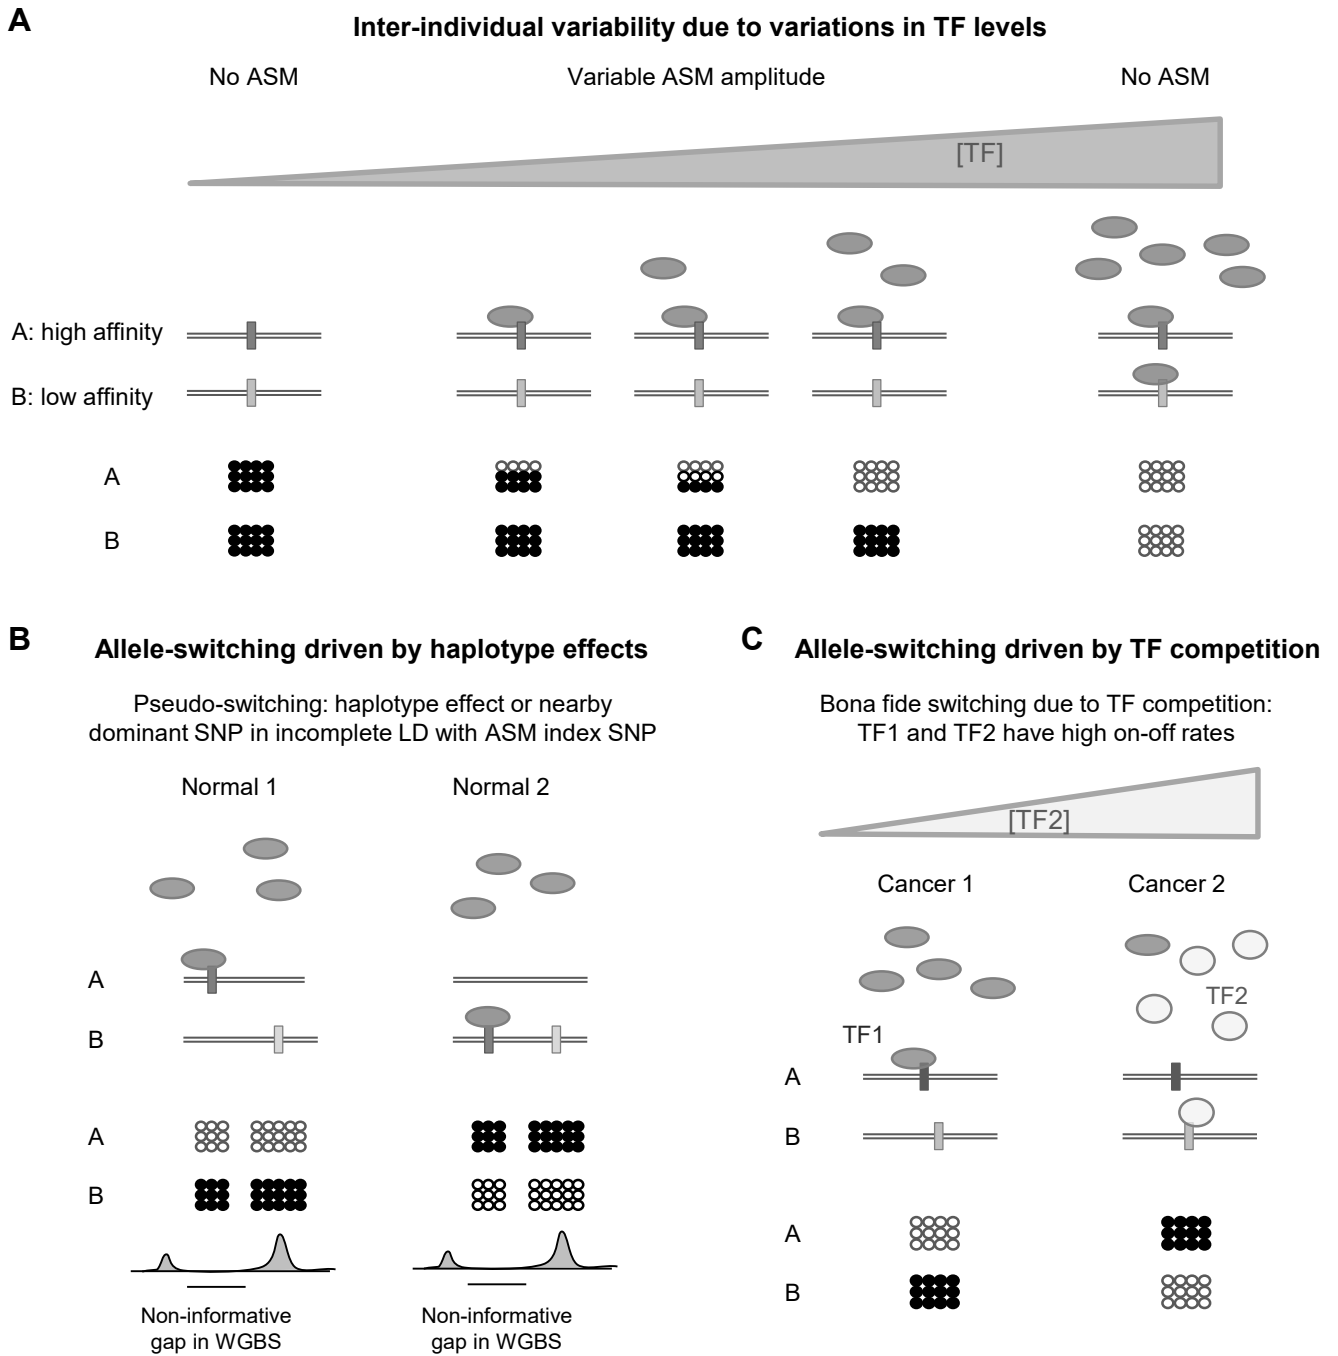 A
Inter-individual variability due to variations in TF levels
No ASM
Variable ASM amplitude
No ASM
[TF]
A: high affinity
B: low affinity
A
B
B
Allele-switching driven by haplotype effects
Pseudo-switching: haplotype effect or nearby
dominant SNP in incomplete LD with ASM index SNP
Normal 1
Normal 2
A
B
A
B
Non-informative
gap in WGBS
Non-informative
gap in WGBS
C
Allele-switching driven by TF competition
Bona fide switching due to TF competition:
TF1 and TF2 have high on-off rates
[TF2]
Cancer 1
Cancer 2
TF2
TF1
A
B
A
B